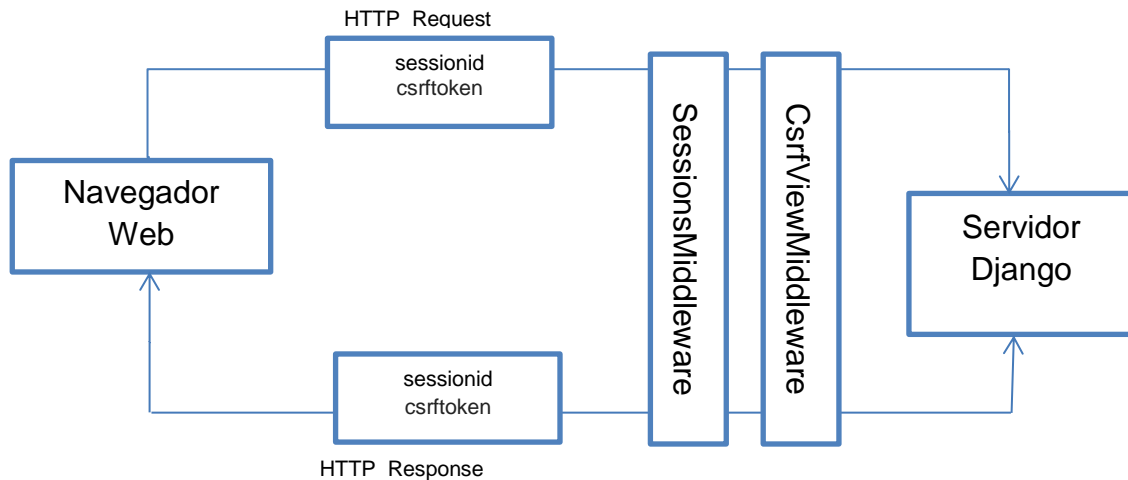 HTTP Request
sessionid
csrftoken
SessionsMiddleware
CsrfViewMiddleware
Navegador
Web
Servidor
Django
sessionid
csrftoken
HTTP Response